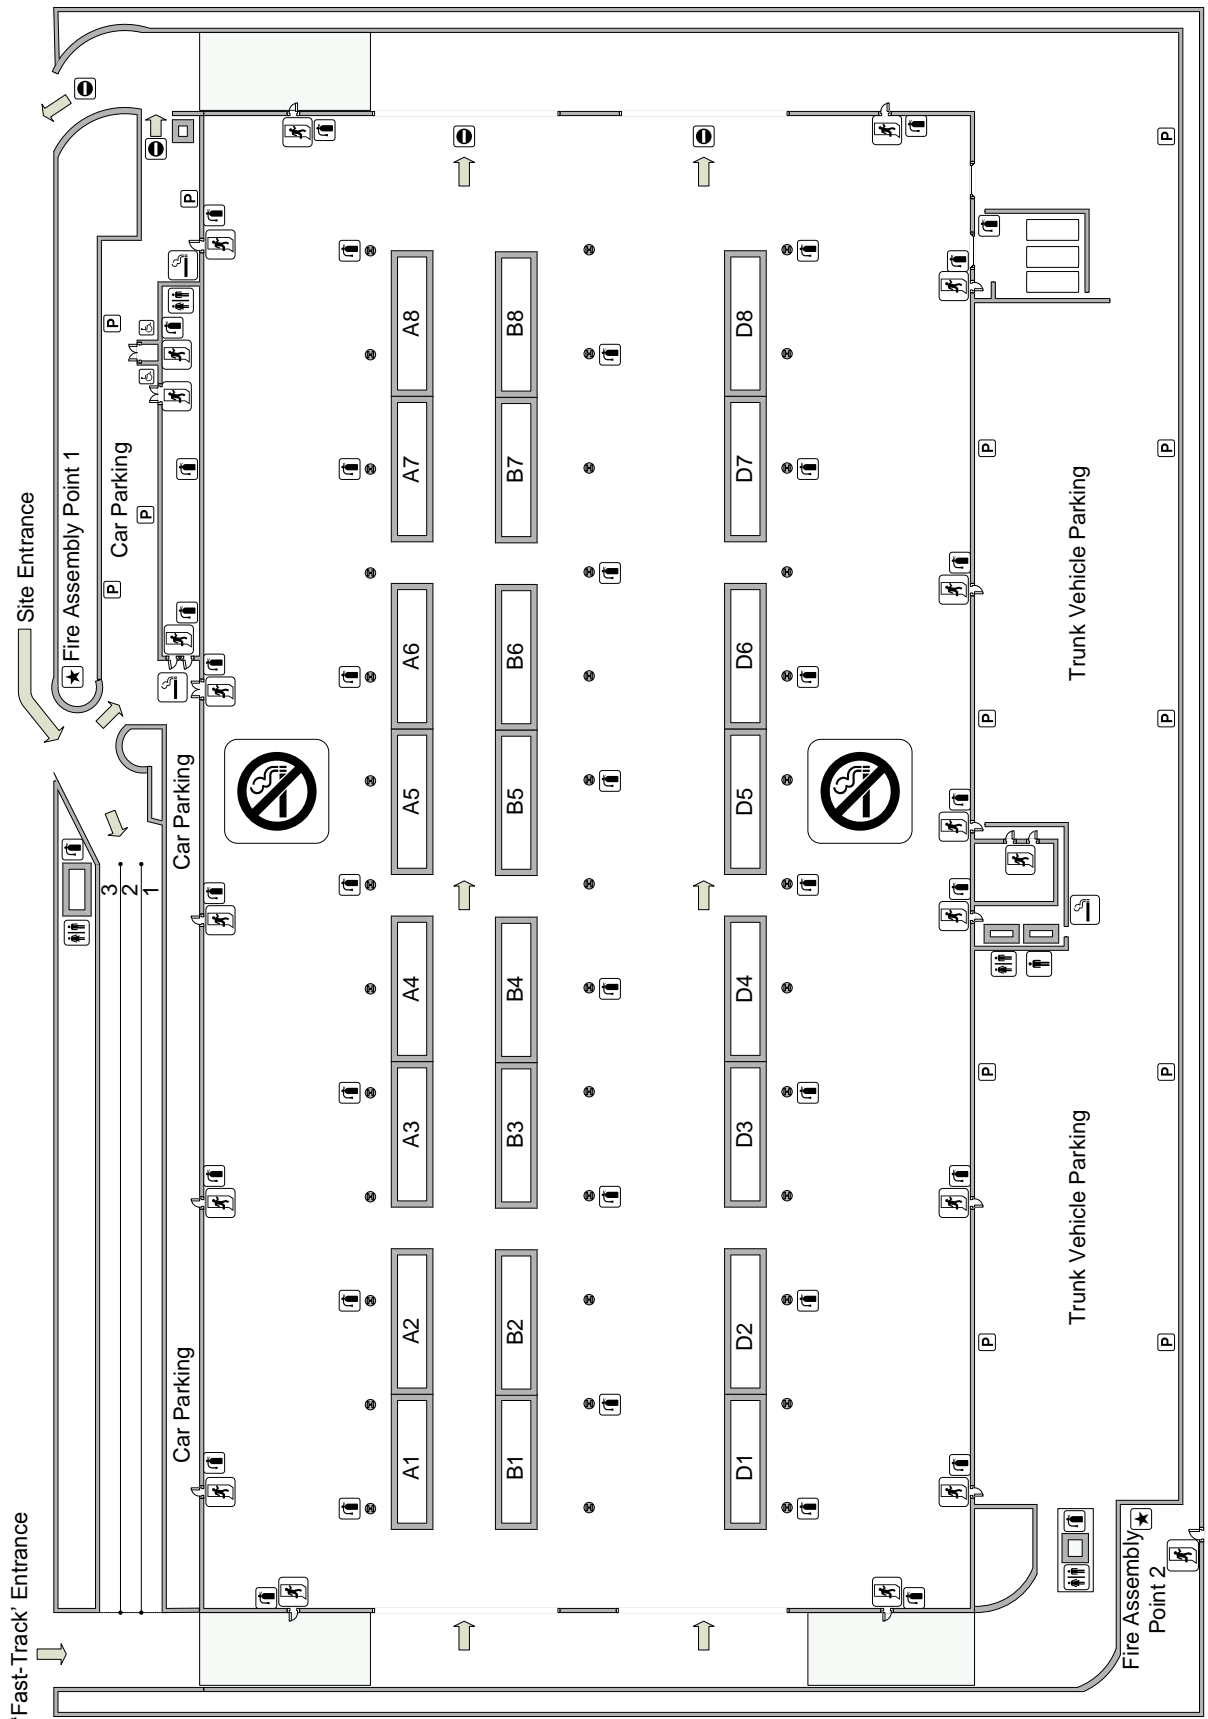 'Fast-Track' Entrance
Site Entrance
Fire Assembly Point 1
3
2
1
Car Parking
Car Parking
Car Parking
P
P
P
P
A1
A2
A3
A4
A5
A6
A7
A8
B1
B2
B3
B4
B5
B6
B7
B8
D1
D2
D3
D4
D5
D6
D7
D8
P
P
P
P
Trunk Vehicle Parking
Trunk Vehicle Parking
Fire Assembly
Point 2
P
P
P
P
P